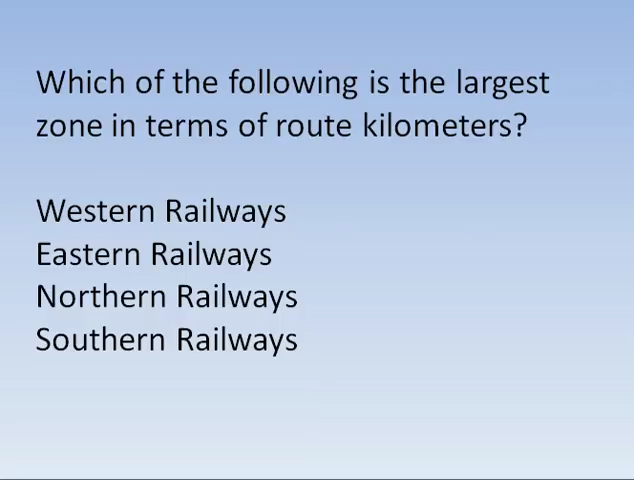 Which of the following is the largest
zone in terms of route kilometers?
Western Railways
Eastern Railways
Northern Railways
Southern Railways